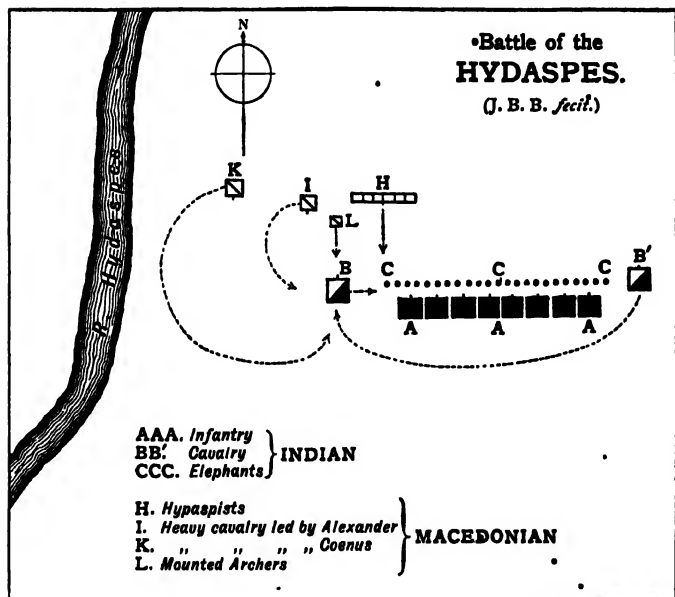 •Battle of the
HYDASPES.
(J. B. B. fecit.)
N
R. Hydaspes
K
I
H
L
B
C
C
C
B'
A
A
A
AAA. Infantry
BB'. Cavalry
CCC. Elephants
INDIAN
H. Hypaspists
I. Heavy cavalry led by Alexander
K. „ „ „ „ Coenus
L. Mounted Archers
MACEDONIAN